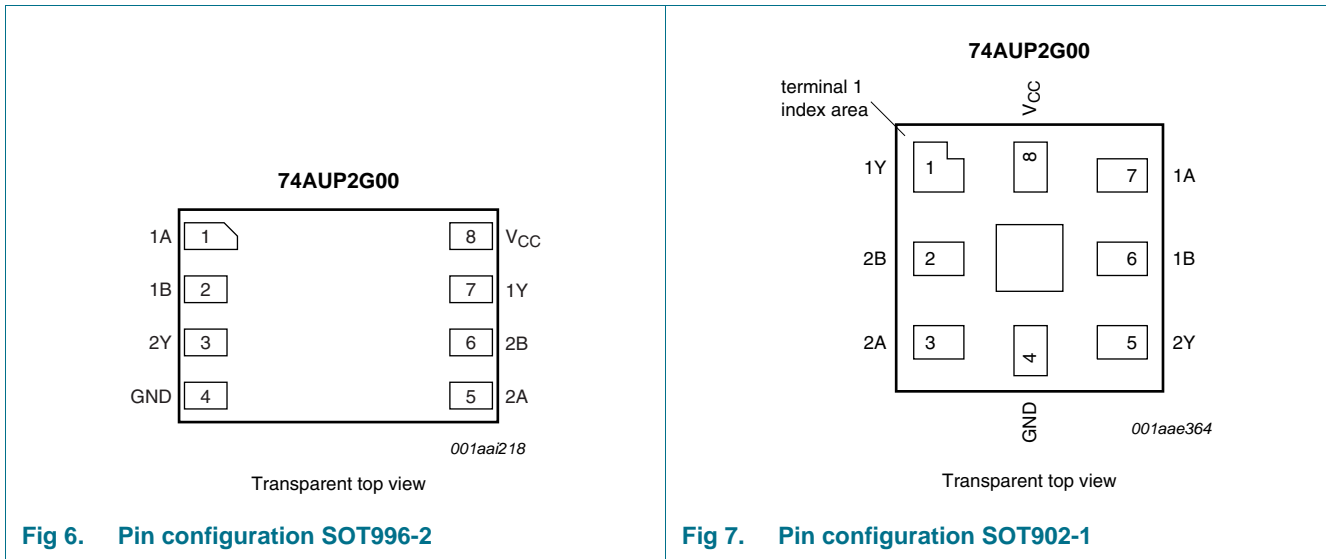 74AUP2G00
1A 1 8 VCC
1B 2 7 1Y
2Y 3 6 2B
GND 4 5 2A
001aai218
Transparent top view
Fig 6. Pin configuration SOT996-2
74AUP2G00
terminal 1
index area
VCC
1Y 1 8 7 1A
2B 2 6 1B
2A 3 4 5 2Y
GND
001aae364
Transparent top view
Fig 7. Pin configuration SOT902-1